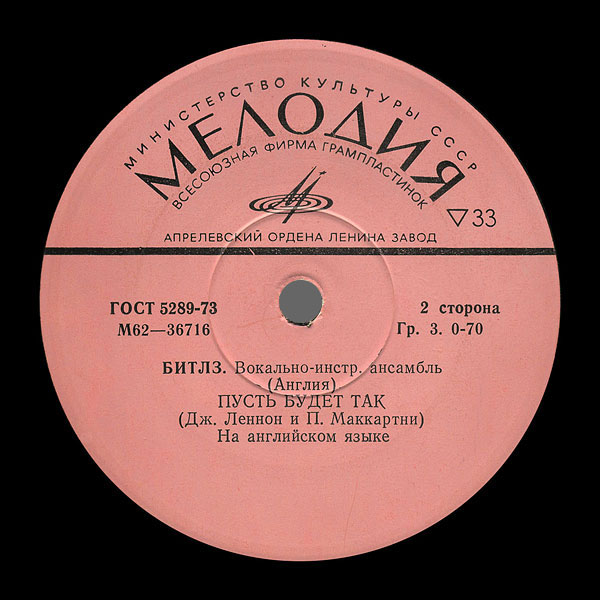 МИНИСТЕРСТВО КУЛЬТУРЫ СССР
МЕЛОДИЯ
ВСЕСОЮЗНАЯ ФИРМА ГРАМПЛАСТИНОК
▽33
АПРЕЛЕВСКИЙ ОРДЕНА ЛЕНИНА ЗАВОД
ГОСТ 5289-73 2 сторона
М62—36716 Гр. 3. 0-70
БИТЛЗ. Вокально-инстр. ансамбль
(Англия)
ПУСТЬ БУДЕТ ТАК
(Дж. Леннон и П. Маккартни)
На английском языке